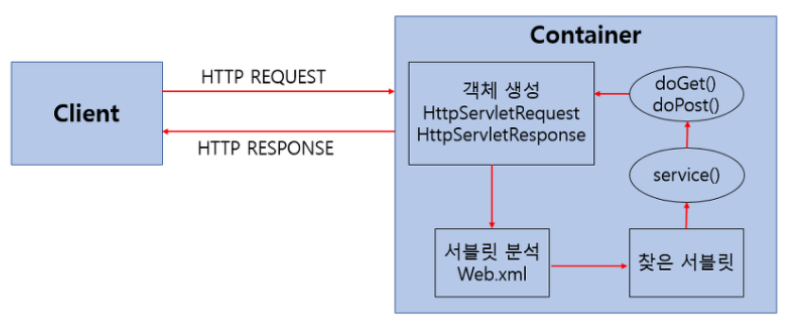 Container
Client
HTTP REQUEST
HTTP RESPONSE
객체 생성
HttpServletRequest
HttpServletResponse
doGet()
doPost()
service()
서블릿 분석
Web.xml
찾은 서블릿